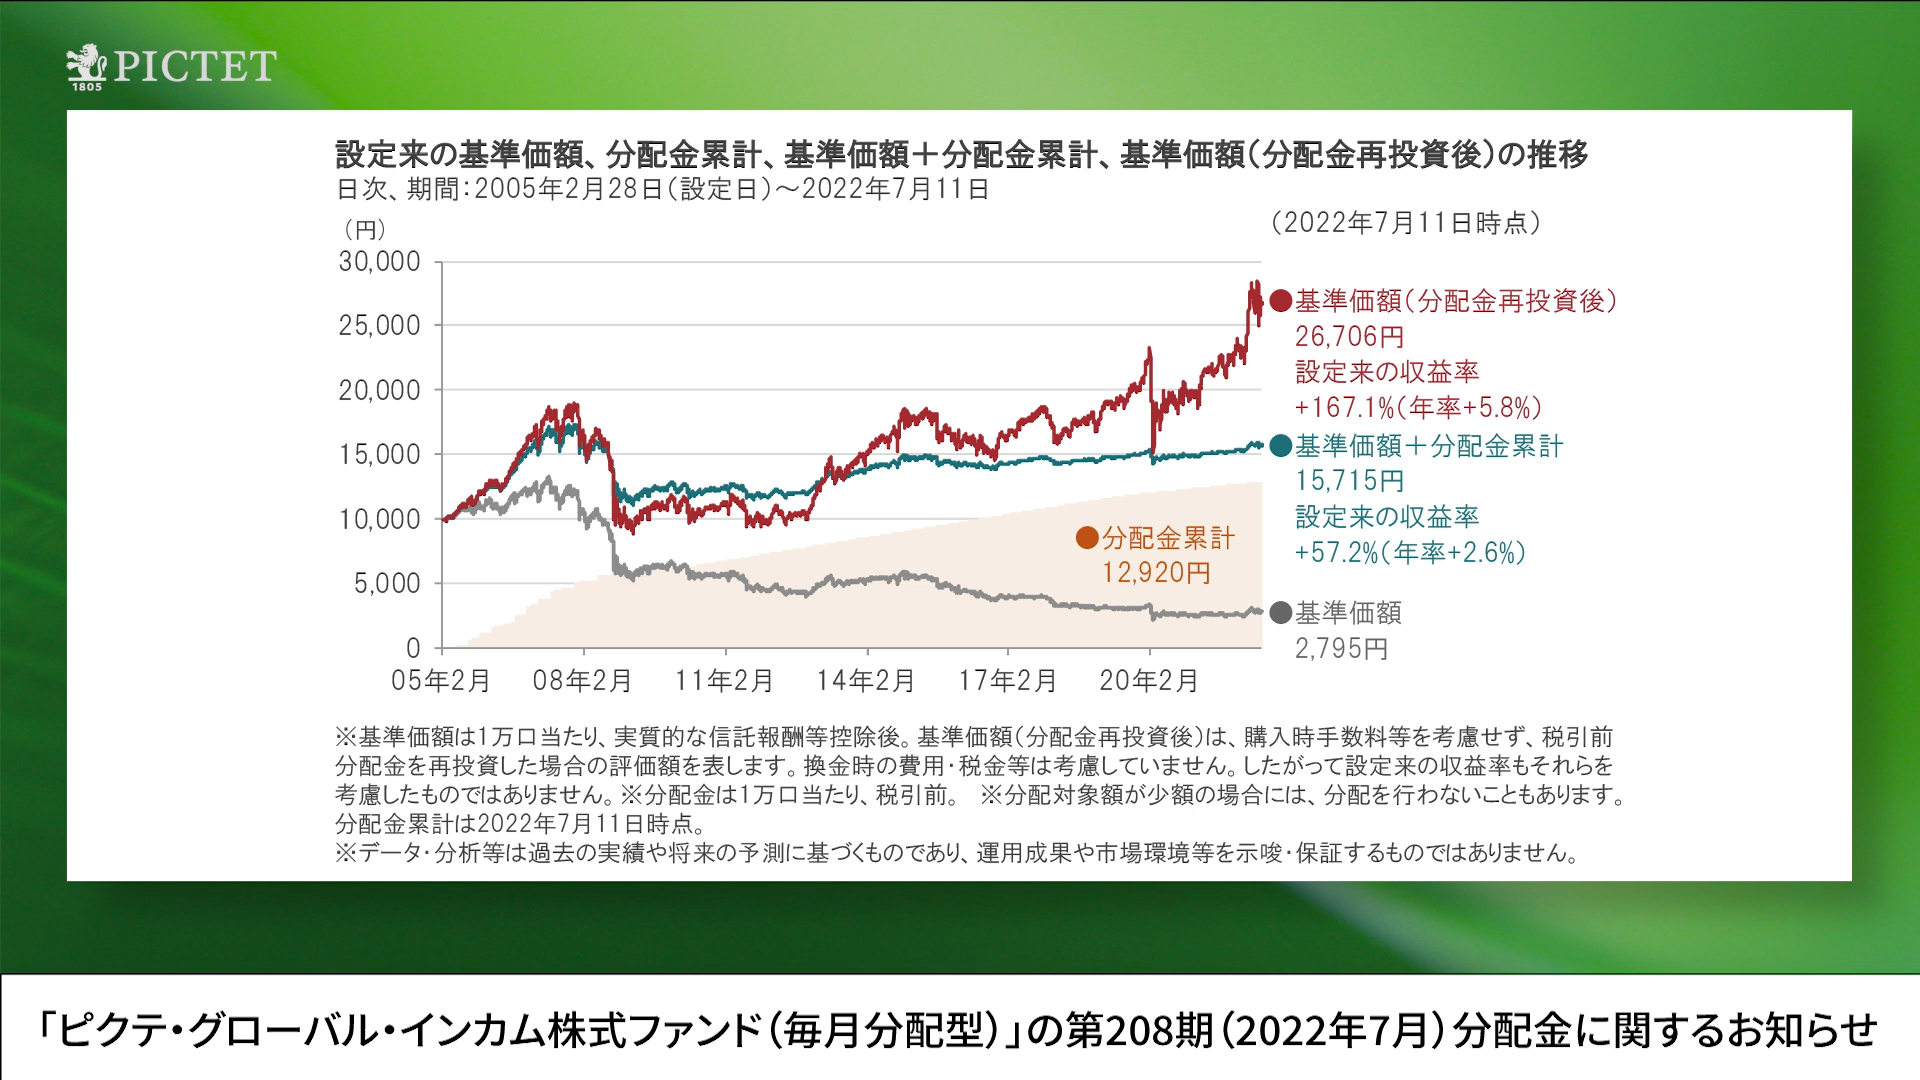 PICTET
1805
設定来の基準価額、分配金累計、基準価額＋分配金累計、基準価額(分配金再投資後)の推移
日次、期間：2005年2月28日(設定日)～2022年7月11日
(円)
(2022年7月11日時点)
30,000
25,000
20,000
15,000
10,000
5,000
0
05年2月 08年2月 11年2月 14年2月 17年2月 20年2月
●基準価額(分配金再投資後)
26,706円
設定来の収益率
+167.1%(年率+5.8%)
●基準価額＋分配金累計
15,715円
設定来の収益率
+57.2%(年率+2.6%)
●分配金累計
12,920円
●基準価額
2,795円
※基準価額は1万口当たり、実質的な信託報酬等控除後。基準価額(分配金再投資後)は、購入時手数料等を考慮せず、税引前
分配金を再投資した場合の評価額を表します。換金時の費用・税金等は考慮していません。したがって設定来の収益率もそれらを
考慮したものではありません。※分配金は1万口当たり、税引前。 ※分配対象額が少額の場合には、分配を行わないこともあります。
分配金累計は2022年7月11日時点。
※データ・分析等は過去の実績や将来の予測に基づくものであり、運用成果や市場環境等を示唆・保証するものではありません。
「ピクテ・グローバル・インカム株式ファンド(毎月分配型)」の第208期(2022年7月)分配金に関するお知らせ